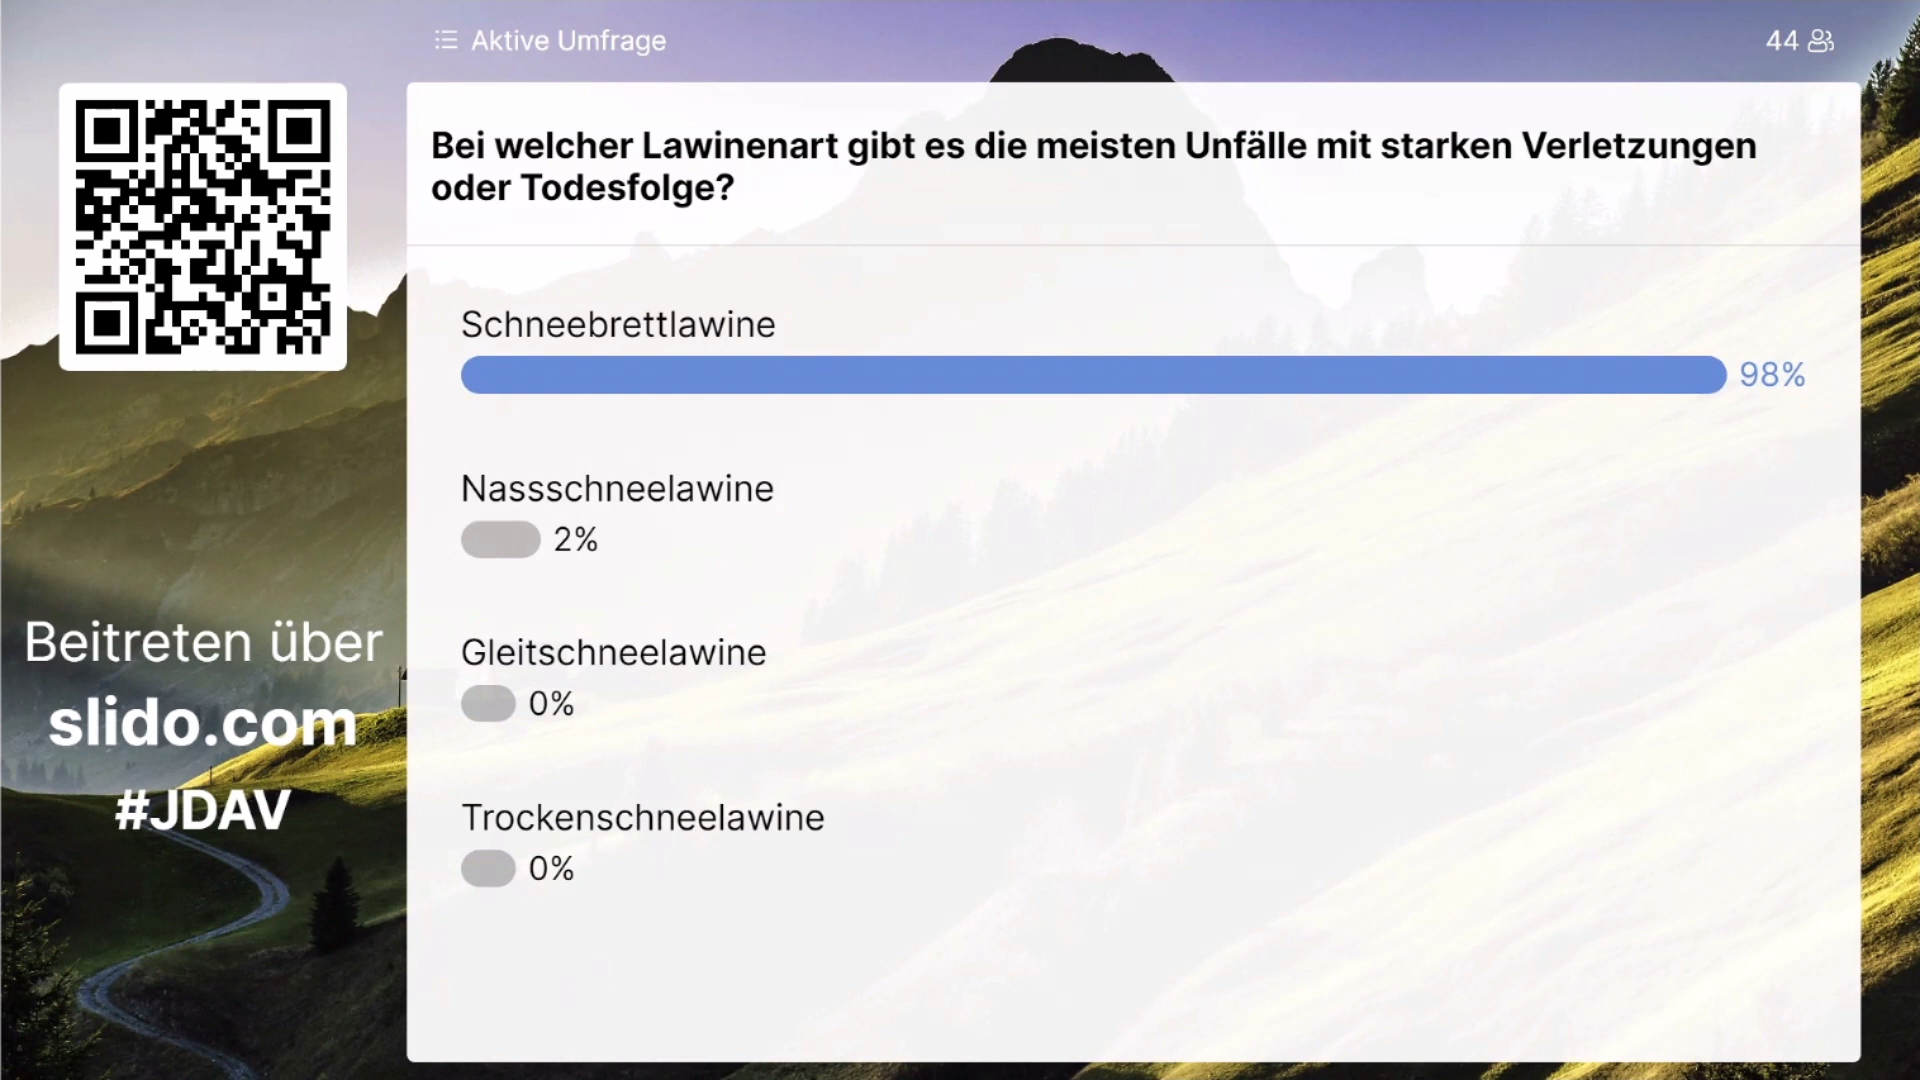 Aktive Umfrage
44
Bei welcher Lawinenart gibt es die meisten Unfälle mit starken Verletzungen
oder Todesfolge?
Schneebrettlawine
98%
Nassschneelawine
2%
Gleitschneelawine
0%
Trockenschneelawine
0%
Beitreten über
slido.com
#JDAV